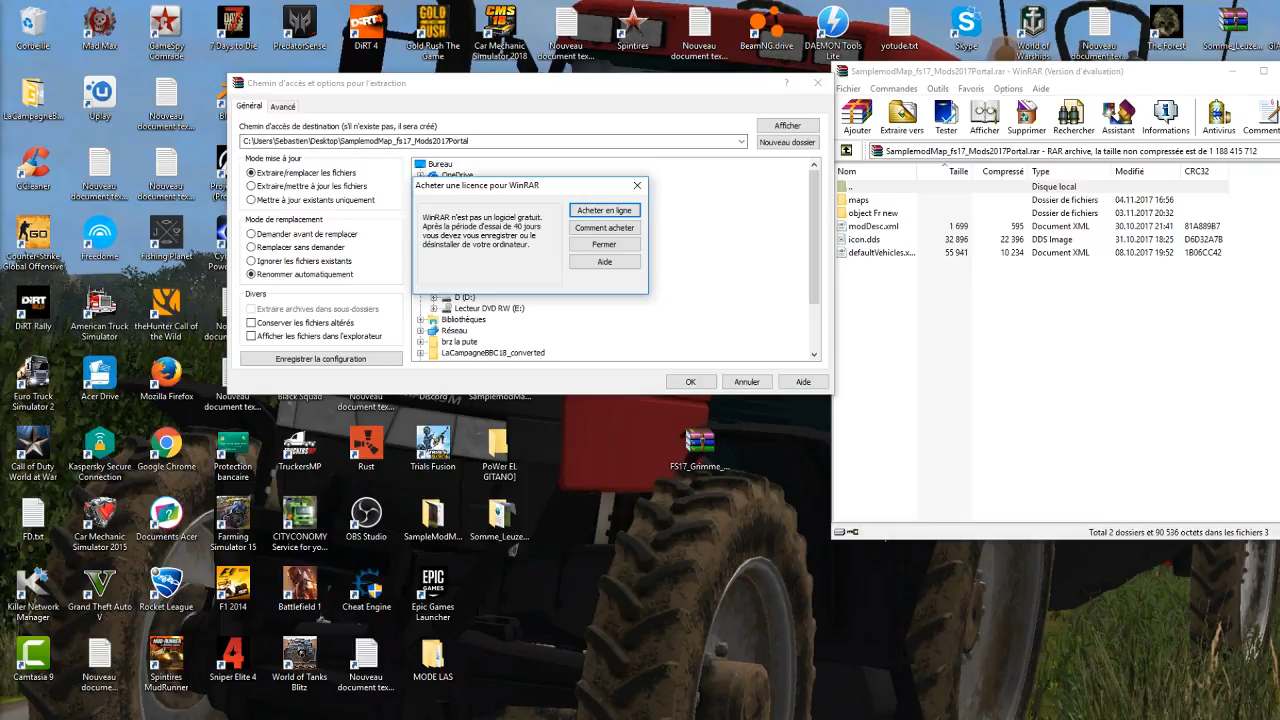 Corbeille
Mad Max
GameSpy
Comrade
7 Days to Die
PredatorSense
DiRT 4
Gold Rush The
Game
Car Mechanic
Simulator 2018
Nouveau
document tex...
Spintires
Nouveau
document tex...
BeamNG.drive
DAEMON Tools
Lite
yotude.txt
Skype
World of
Warships
Nouveau
document tex...
The Forest
Somme_Leuze...
LaCampagneB...
Uplay
Nouveau
document tex...
CCleaner
Nouveau
document tex...
Nouveau
document tex...
Counter-Strike
Global Offensive
Freedome
Fishing Planet
DiRT Rally
American Truck
Simulator
theHunter Call of
the Wild
Euro Truck
Simulator 2
Acer Drive
Mozilla Firefox
Nouveau
document tex...
Black Squad
Nouveau
document tex...
Discord
SamplemodMa...
Call of Duty
World at War
Kaspersky Secure
Connection
Google Chrome
Protection
bancaire
TruckersMP
Rust
Trials Fusion
PoWer EL
GITANO]
FS17_Grimme_...
FD.txt
Car Mechanic
Simulator 2015
Documents Acer
Farming
Simulator 15
CITYCONOMY
Service for yo...
OBS Studio
SampleModM...
Somme_Leuze...
Killer Network
Manager
Grand Theft Auto
V
Rocket League
F1 2014
Battlefield 1
Cheat Engine
Epic Games
Launcher
Camtasia 9
Nouveau
docume...
Spintires
MudRunner
Sniper Elite 4
World of Tanks
Blitz
Nouveau
document tex...
MODE LAS
Chemin d'accès et options pour l'extraction
Général
Avancé
Chemin d'accès de destination (s'il n'existe pas, il sera créé)
Afficher
C:\Users\Sebastien\Desktop\SamplemodMap_fs17_Mods2017Portal
Nouveau dossier
Mode mise à jour
Extraire/remplacer les fichiers
Extraire/mettre à jour les fichiers
Mettre à jour existants uniquement
Mode de remplacement
Demander avant de remplacer
Remplacer sans demander
Ignorer les fichiers existants
Renommer automatiquement
Divers
Extraire archives dans sous-dossiers
Conserver les fichiers altérés
Afficher les fichiers dans l'explorateur
Enregistrer la configuration
Bureau
OneDrive
D (D:)
Lecteur DVD RW (E:)
Bibliothèques
Réseau
brz la pute
LaCampagneBBC18_converted
OK
Annuler
Aide
Acheter une licence pour WinRAR
WinRAR n'est pas un logiciel gratuit.
Après la période d'essai de 40 jours
vous devez vous enregistrer ou le
désinstaller de votre ordinateur.
Acheter en ligne
Comment acheter
Fermer
Aide
SamplemodMap_fs17_Mods2017Portal.rar - WinRAR (Version d'évaluation)
Fichier Commandes Outils Favoris Options Aide
Ajouter Extraire vers Tester Afficher Supprimer Rechercher Assistant Informations Antivirus Comment...
SamplemodMap_fs17_Mods2017Portal.rar - RAR archive, la taille non compressée est de 1 188 415 712
Nom Taille Compressé Type Modifié CRC32
.. Disque local
maps Dossier de fichiers 04.11.2017 16:56
object Fr new Dossier de fichiers 03.11.2017 20:32
modDesc.xml 1 699 595 Document XML 30.10.2017 21:41 81A889B7
icon.dds 32 896 22 396 DDS Image 31.10.2017 18:25 D6D32A7B
defaultVehicles.x... 55 941 10 234 Document XML 08.10.2017 19:52 1B06CC42
Total 2 dossiers et 90 536 octets dans les fichiers 3